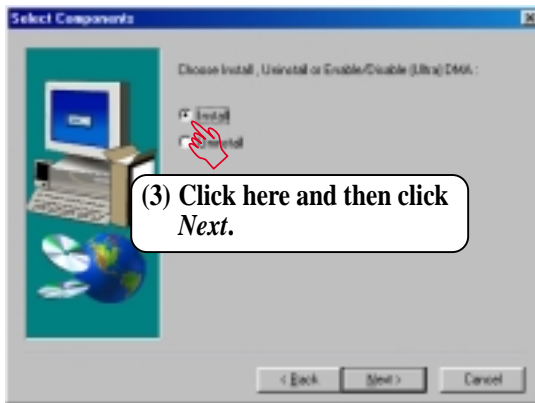 Select Components
Choose Install, Uninstall or Enable/Disable (Ultra) DMA :
Install
Uninstall
(3) Click here and then click
Next.
< Back
Next >
Cancel